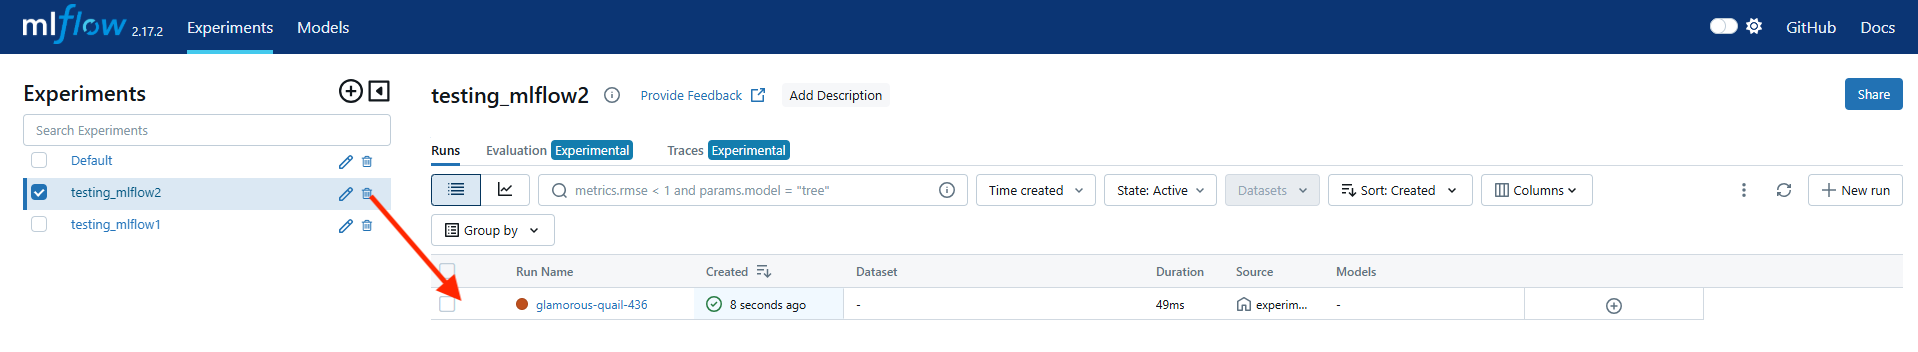 mlflow 2.17.2 Experiments Models GitHub Docs
Experiments
Search Experiments
Default
testing_mlflow2
testing_mlflow1
testing_mlflow2 Provide Feedback Add Description Share
Runs Evaluation Experimental Traces Experimental
metrics.rmse < 1 and params.model = "tree" Time created State: Active Datasets Sort: Created Columns New run
Group by
Run Name Created Dataset Duration Source Models
glamorous-quail-436 8 seconds ago - 49ms experim... -